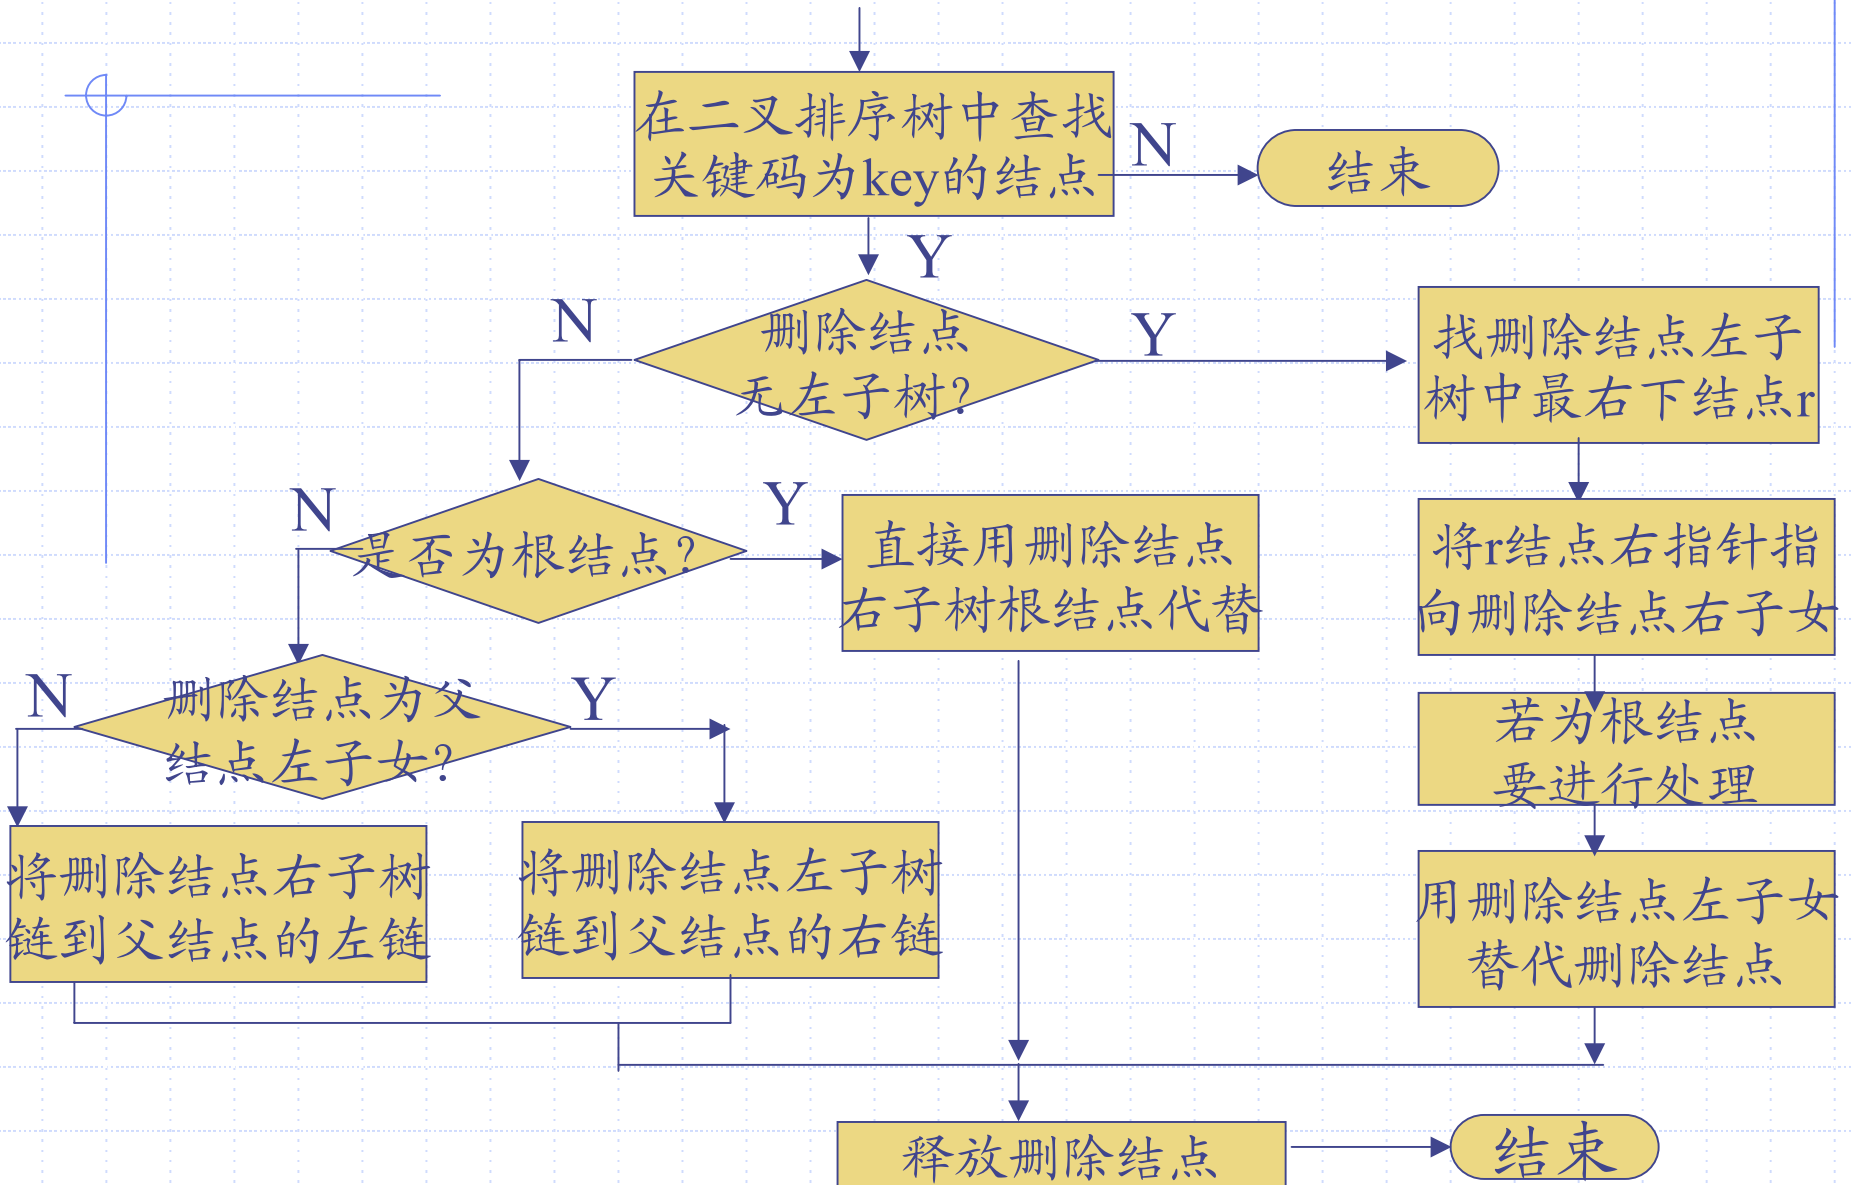 在二叉排序树中查找
关键码为key的结点
N
结束
Y
N
删除结点
无左子树?
Y
找删除结点左子
树中最右下结点r
N
是否为根结点?
Y
直接用删除结点
右子树根结点代替
将r结点右指针指
向删除结点右子女
N
删除结点为父
结点左子女?
Y
若为根结点
要进行处理
将删除结点右子树
链到父结点的左链
将删除结点左子树
链到父结点的右链
用删除结点左子女
替代删除结点
释放删除结点
结束